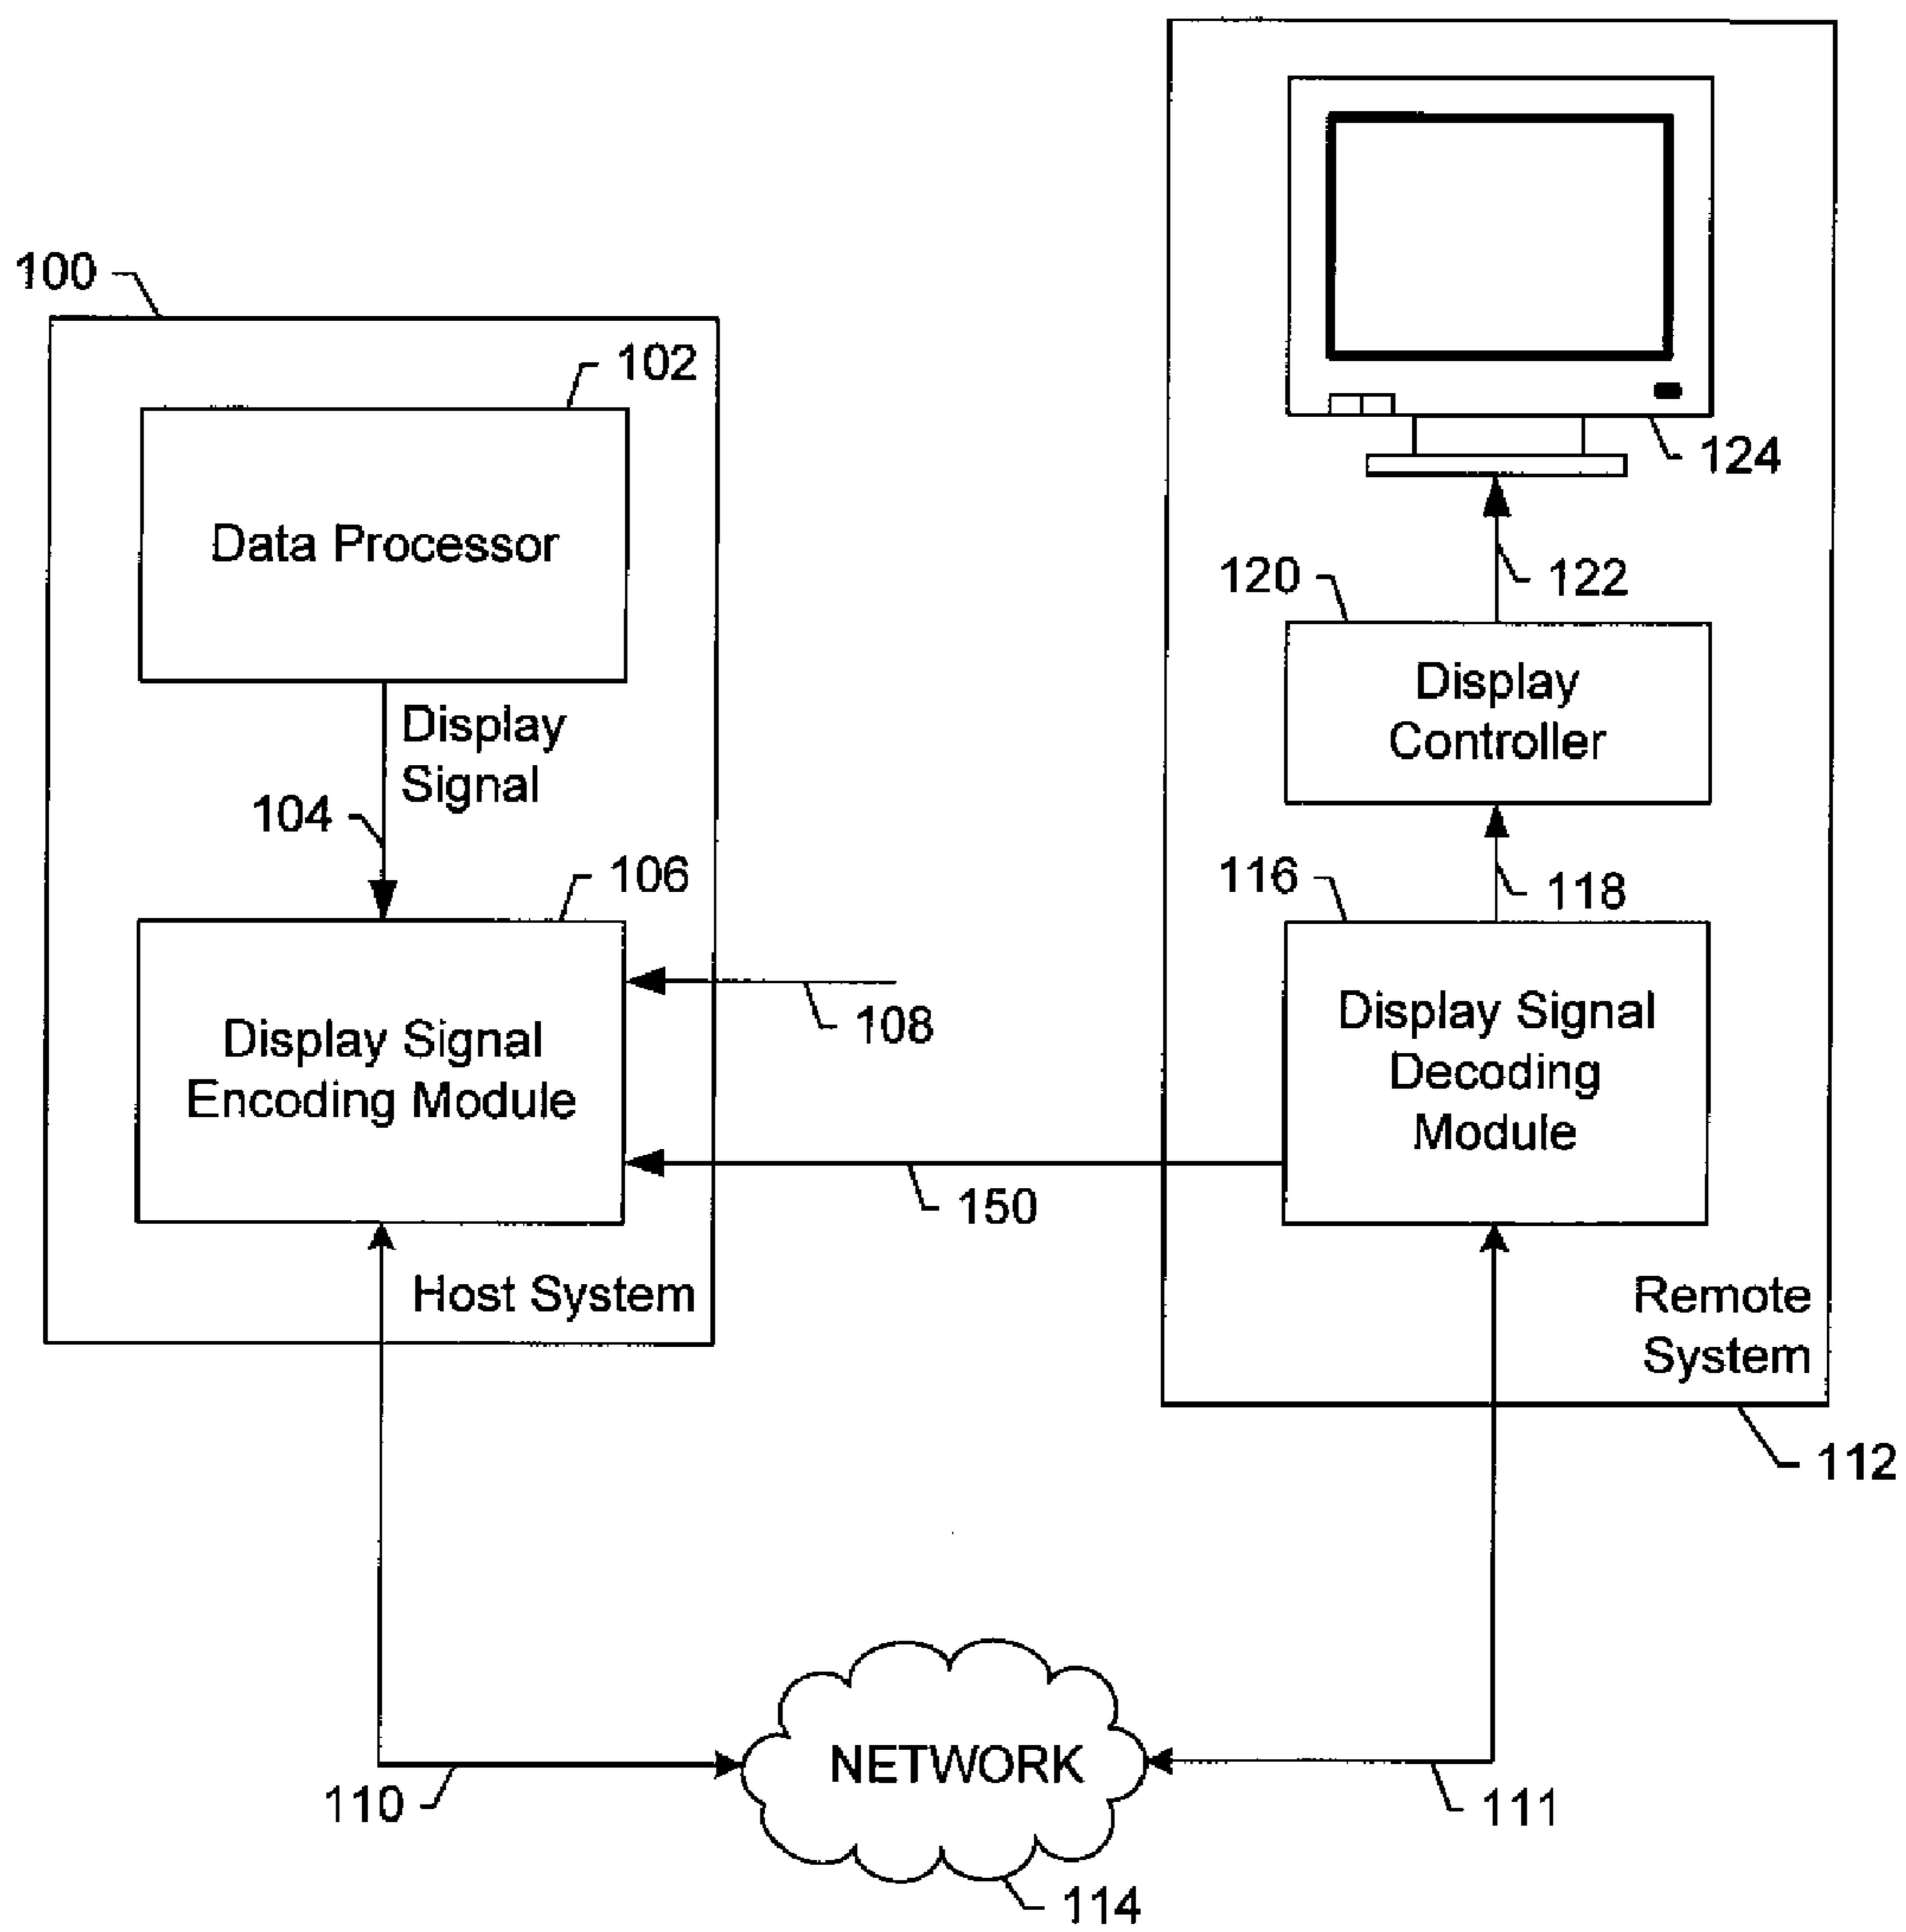 100
102
Data Processor
Display
Signal
104
106
Display Signal
Encoding Module
108
150
Host System
124
122
120
Display
Controller
118
116
Display Signal
Decoding
Module
Remote
System
112
NETWORK
110
111
114